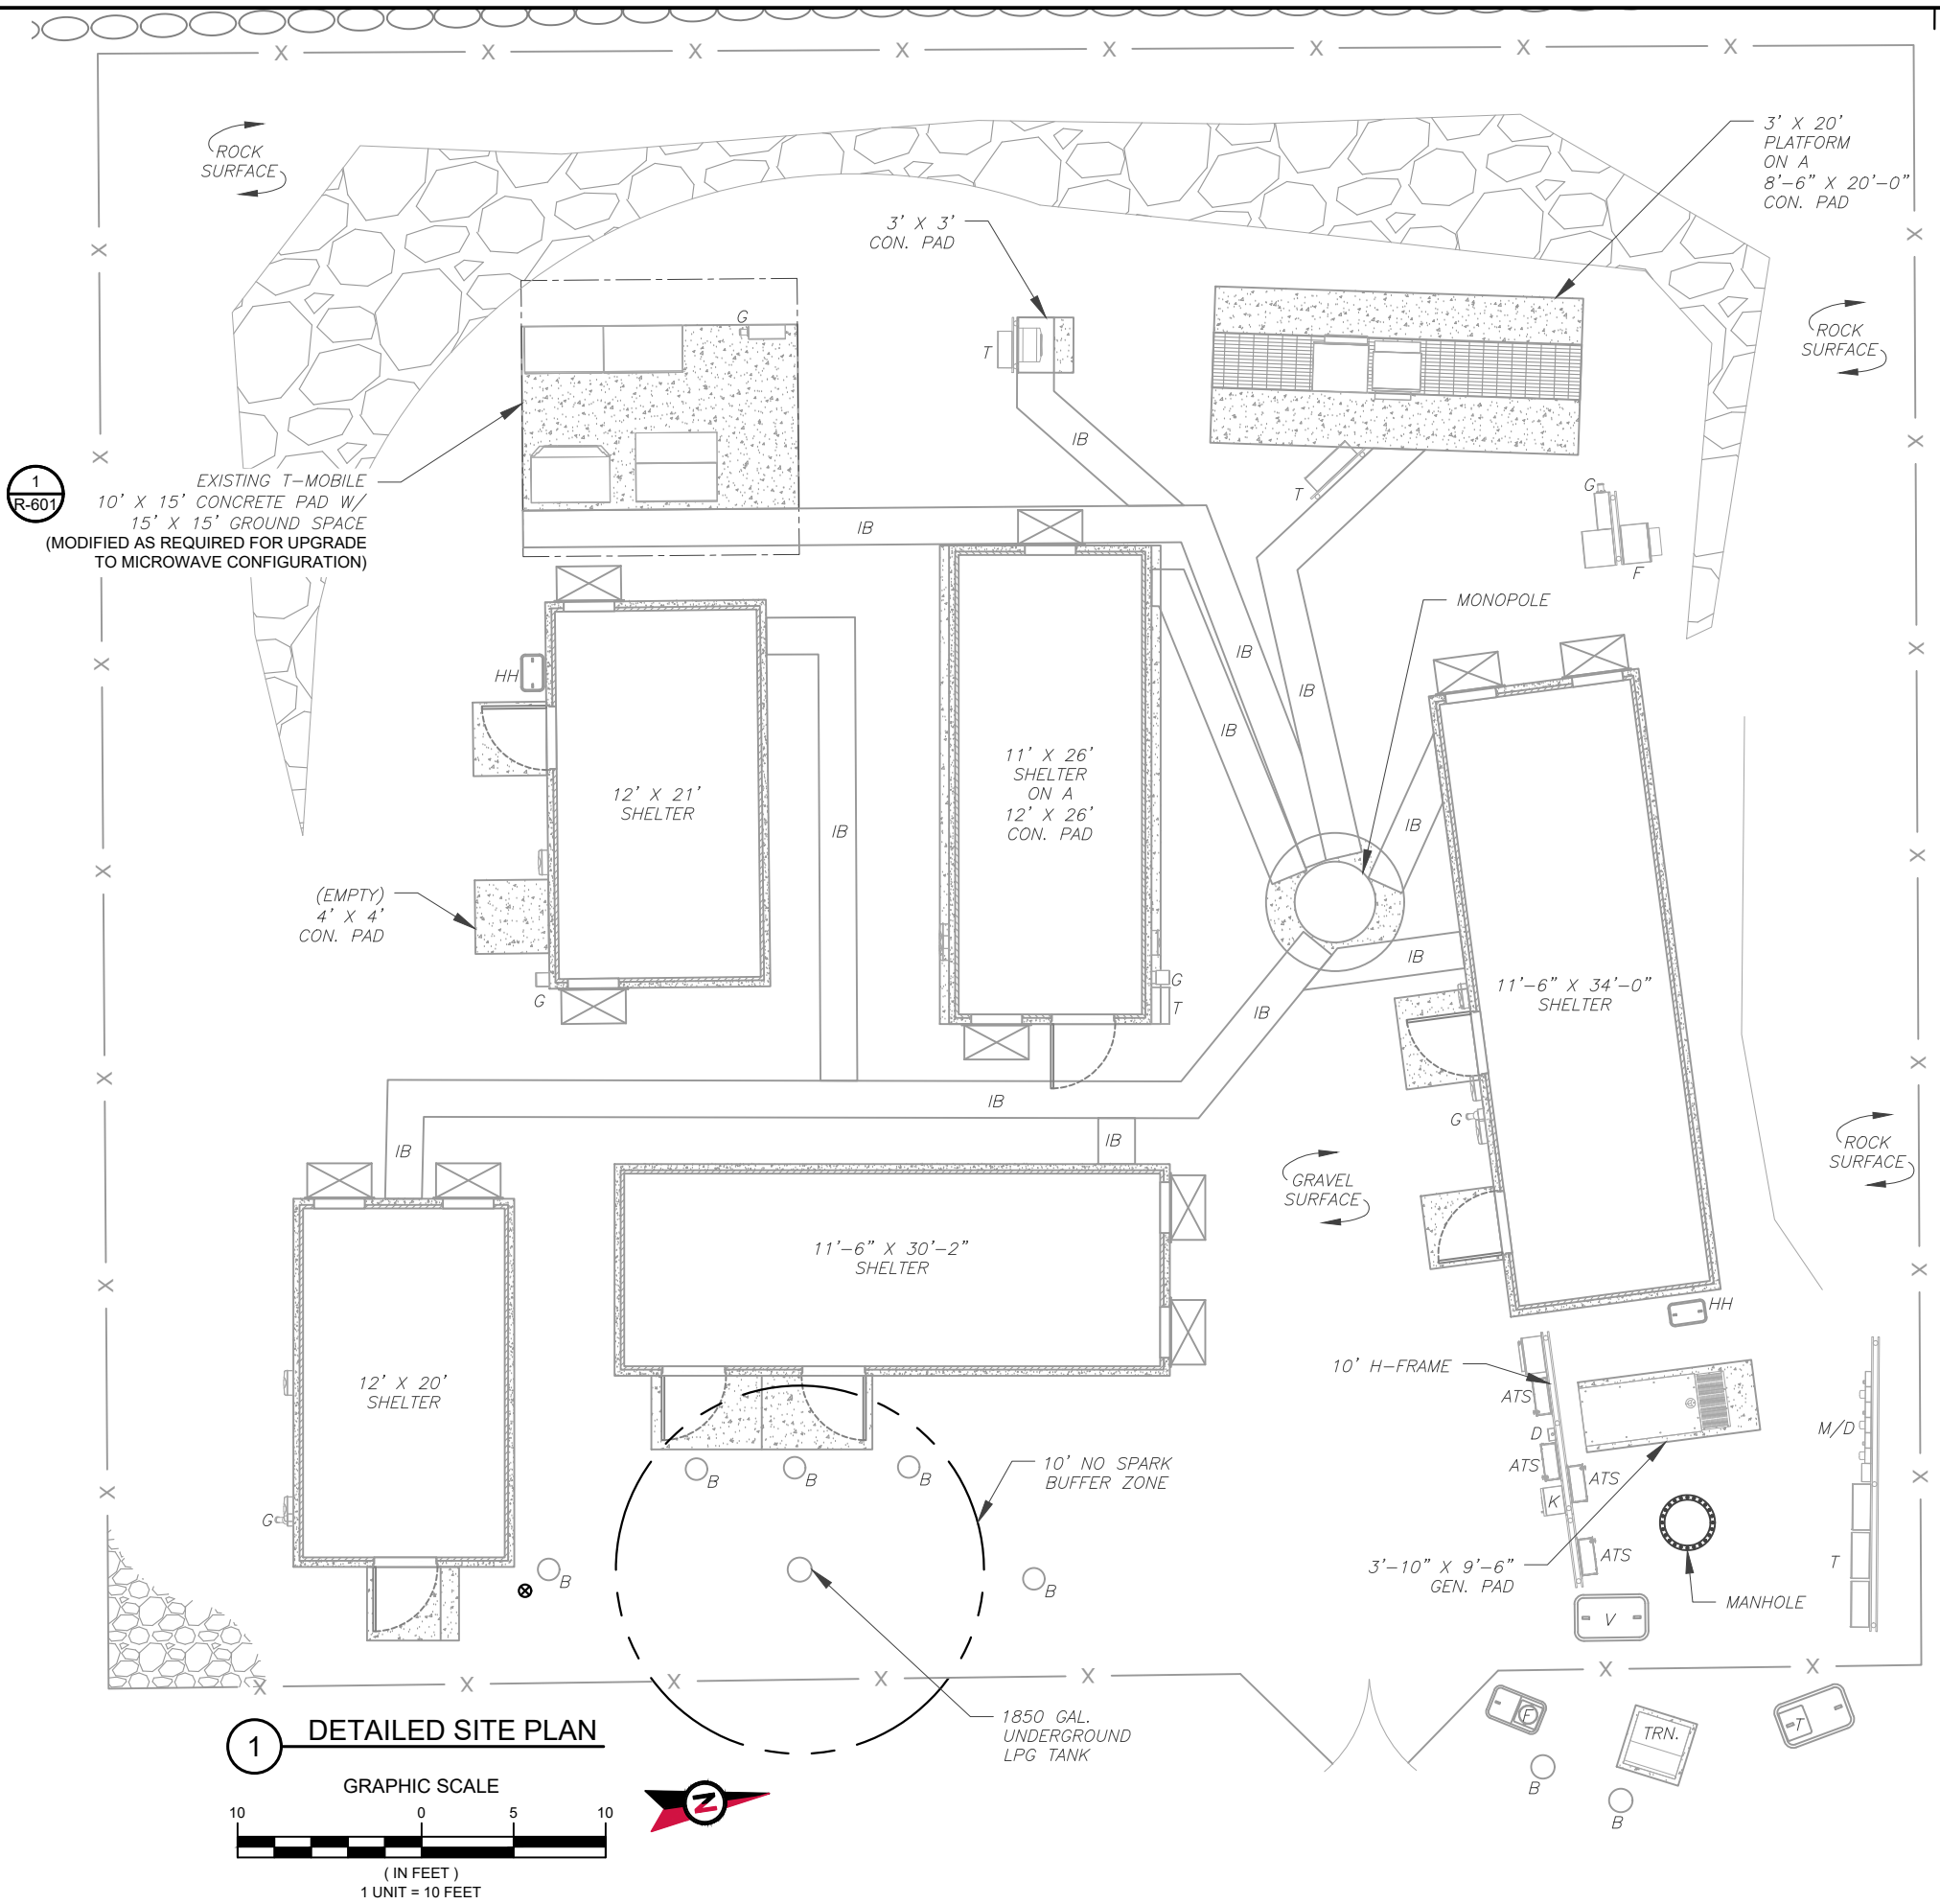 X X X X X X X X
ROCK
SURFACE
3' X 20'
PLATFORM
ON A
8'-6" X 20'-0"
CON. PAD
3' X 3'
CON. PAD
X
X
G
T
ROCK
SURFACE
IB
X
X
1
R-601
EXISTING T-MOBILE
10' X 15' CONCRETE PAD W/
15' X 15' GROUND SPACE
(MODIFIED AS REQUIRED FOR UPGRADE
TO MICROWAVE CONFIGURATION)
T
G
F
IB
MONOPOLE
X
X
HH
IB
IB
IB
12' X 21'
SHELTER
11' X 26'
SHELTER
ON A
12' X 26'
CON. PAD
IB
IB
X
X
(EMPTY)
4' X 4'
CON. PAD
IB
G
G
T
11'-6" X 34'-0"
SHELTER
IB
X
X
IB
G
IB
IB
ROCK
SURFACE
GRAVEL
SURFACE
11'-6" X 30'-2"
SHELTER
X
X
HH
12' X 20'
SHELTER
10' H-FRAME
ATS
D
ATS
ATS
K
ATS
M/D
T
10' NO SPARK
BUFFER ZONE
B
B
B
X
X
G
B
B
3'-10" X 9'-6"
GEN. PAD
MANHOLE
V
X X X X X X X
1850 GAL.
UNDERGROUND
LPG TANK
F
TRN.
T
B
B
1
DETAILED SITE PLAN
GRAPHIC SCALE
10 0 5 10
( IN FEET )
1 UNIT = 10 FEET
N